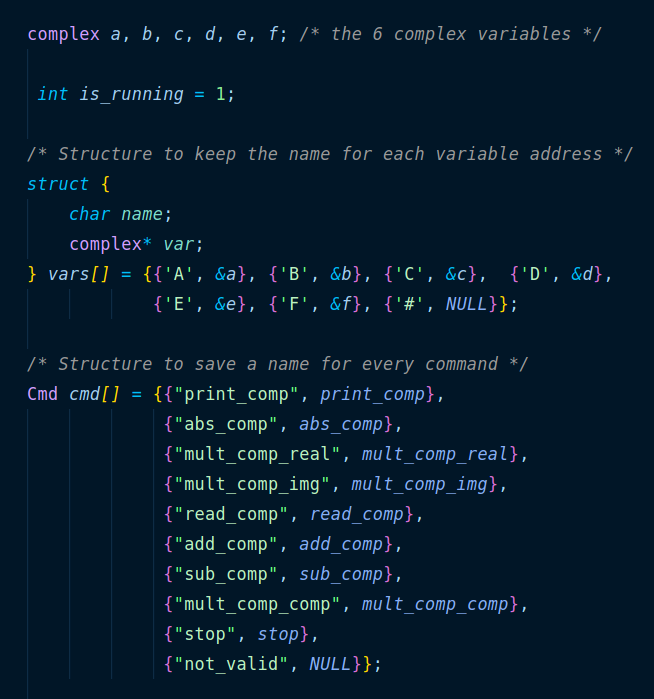 complex a, b, c, d, e, f; /* the 6 complex variables */
int is_running = 1;
/* Structure to keep the name for each variable address */
struct {
char name;
complex* var;
} vars[] = {{'A', &a}, {'B', &b}, {'C', &c}, {'D', &d},
{'E', &e}, {'F', &f}, {'#', NULL}};
/* Structure to save a name for every command */
Cmd cmd[] = {{"print_comp", print_comp},
{"abs_comp", abs_comp},
{"mult_comp_real", mult_comp_real},
{"mult_comp_img", mult_comp_img},
{"read_comp", read_comp},
{"add_comp", add_comp},
{"sub_comp", sub_comp},
{"mult_comp_comp", mult_comp_comp},
{"stop", stop},
{"not_valid", NULL}};